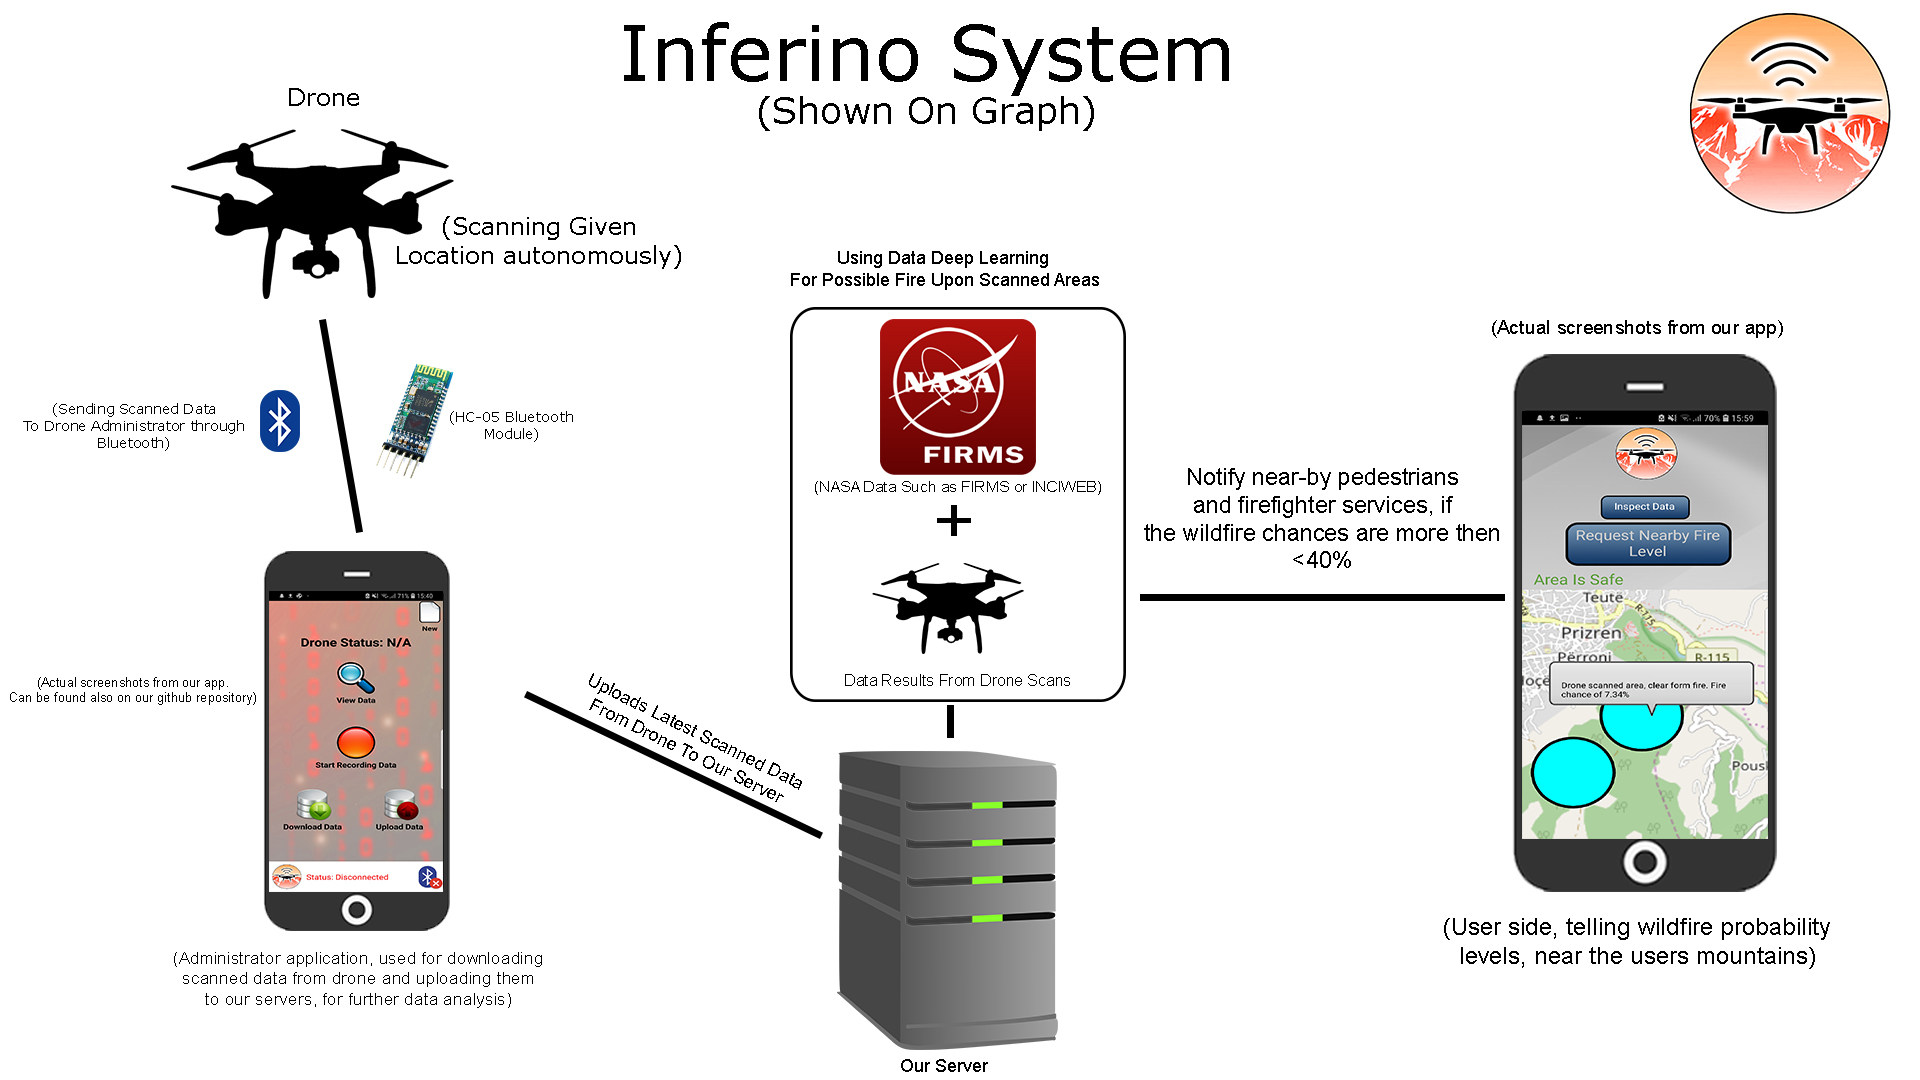 Inferino System
(Shown On Graph)
Drone
(Scanning Given
Location autonomously)
(Sending Scanned Data
To Drone Administrator through
Bluetooth)
(HC-05 Bluetooth
Module)
(Actual screenshots from our app.
Can be found also on our github repository)
15:40
71%
New
Drone Status: N/A
View Data
Start Recording Data
Download Data
Upload Data
Status: Disconnected
(Administrator application, used for downloading
scanned data from drone and uploading them
to our servers, for further data analysis)
Uploads Latest Scanned Data
From Drone To Our Server
Using Data Deep Learning
For Possible Fire Upon Scanned Areas
NASA
FIRMS
(NASA Data Such as FIRMS or INCIWEB)
+
Data Results From Drone Scans
Our Server
Notify near-by pedestrians
and firefighter services, if
the wildfire chances are more then
<40%
(Actual screenshots from our app)
70% 15:59
Inspect Data
Request Nearby Fire
Level
Area Is Safe
Teutë
R-115
Prizren
Përroni
R-115
Drone scanned area, clear form fire. Fire
chance of 7.34%
Pous
(User side, telling wildfire probability
levels, near the users mountains)